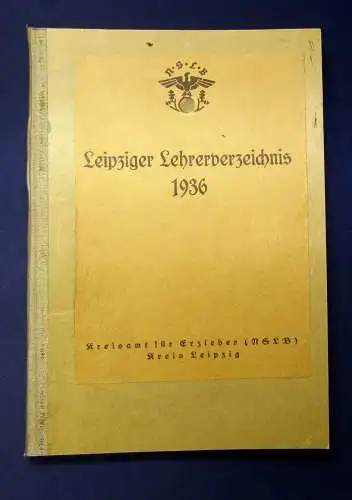 N·S·L·B
Leipziger Lehrerverzeichnis
1936
Kreisamt für Erzieher (NSLB)
Kreis Leipzig